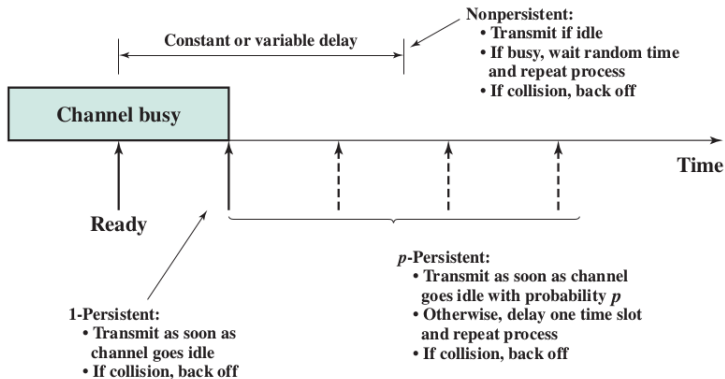 Nonpersistent:
• Transmit if idle
• If busy, wait random time
and repeat process
• If collision, back off
Constant or variable delay
Channel busy
Time
Ready
p-Persistent:
• Transmit as soon as channel
goes idle with probability p
• Otherwise, delay one time slot
and repeat process
• If collision, back off
1-Persistent:
• Transmit as soon as
channel goes idle
• If collision, back off